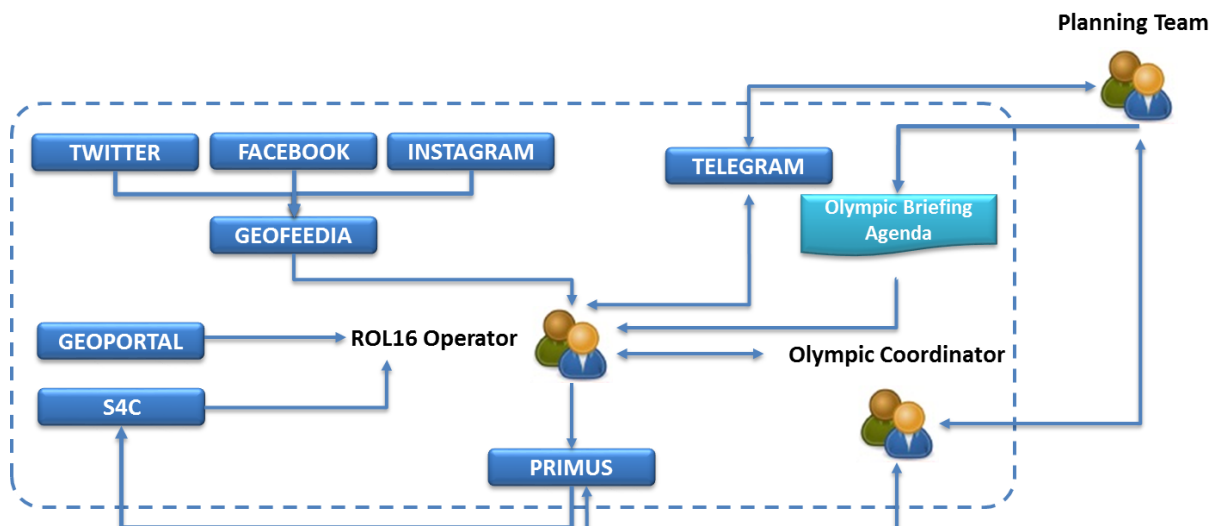 Planning Team
TWITTER
FACEBOOK
INSTAGRAM
TELEGRAM
Olympic Briefing
Agenda
GEOFEEDIA
GEOPORTAL
ROL16 Operator
Olympic Coordinator
S4C
PRIMUS